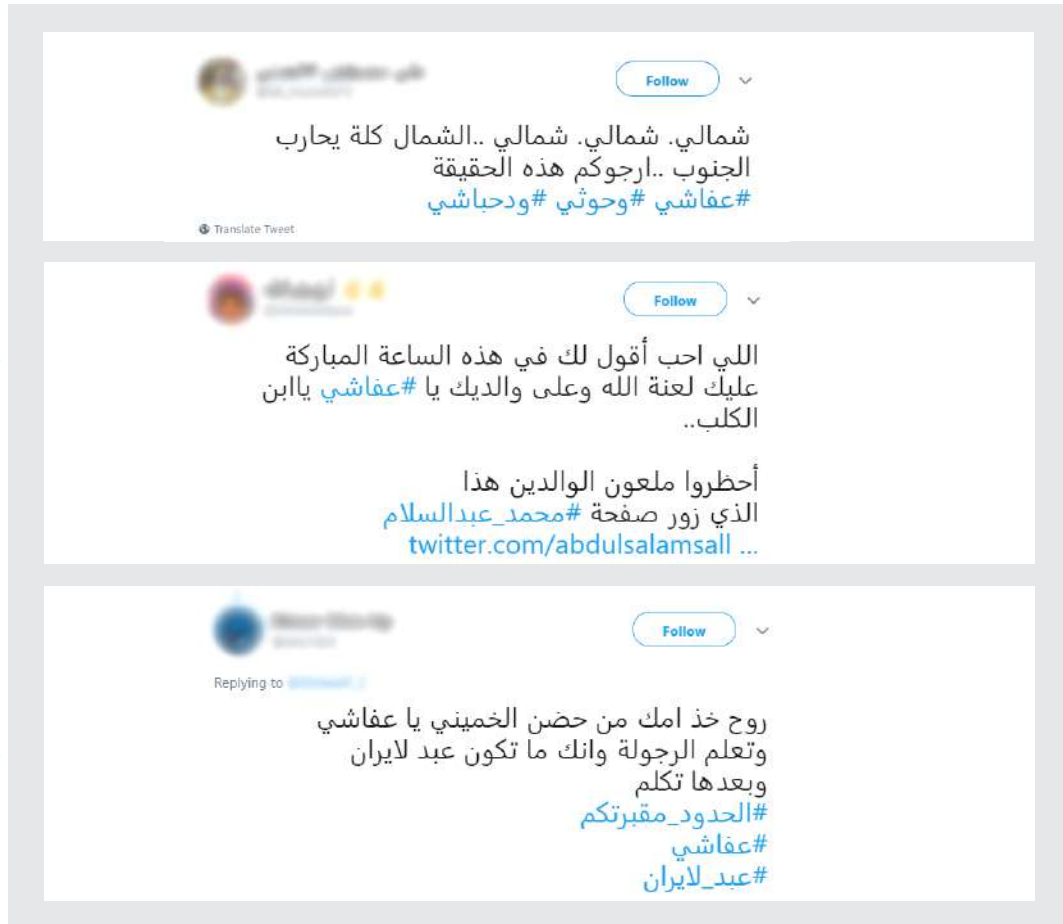 Follow
شمالي. شمالي. شمالي ..الشمال كلة يحارب
الجنوب ..ارجوكم هذه الحقيقة
#عفاشي #وحوثي #ودحباشي
Translate Tweet
Follow
اللي احب أقول لك في هذه الساعة المباركة
عليك لعنة الله وعلى والديك يا #عفاشي ياابن
الكلب..
أحظروا ملعون الوالدين هذا
الذي زور صفحة #محمد_عبدالسلام
twitter.com/abdulsalamsall ...
Follow
Replying to
روح خذ امك من حضن الخميني يا عفاشي
وتعلم الرجولة وانك ما تكون عبد لايران
وبعدها تكلم
#الحدود_مقبرتكم
#عفاشي
#عبد_لايران